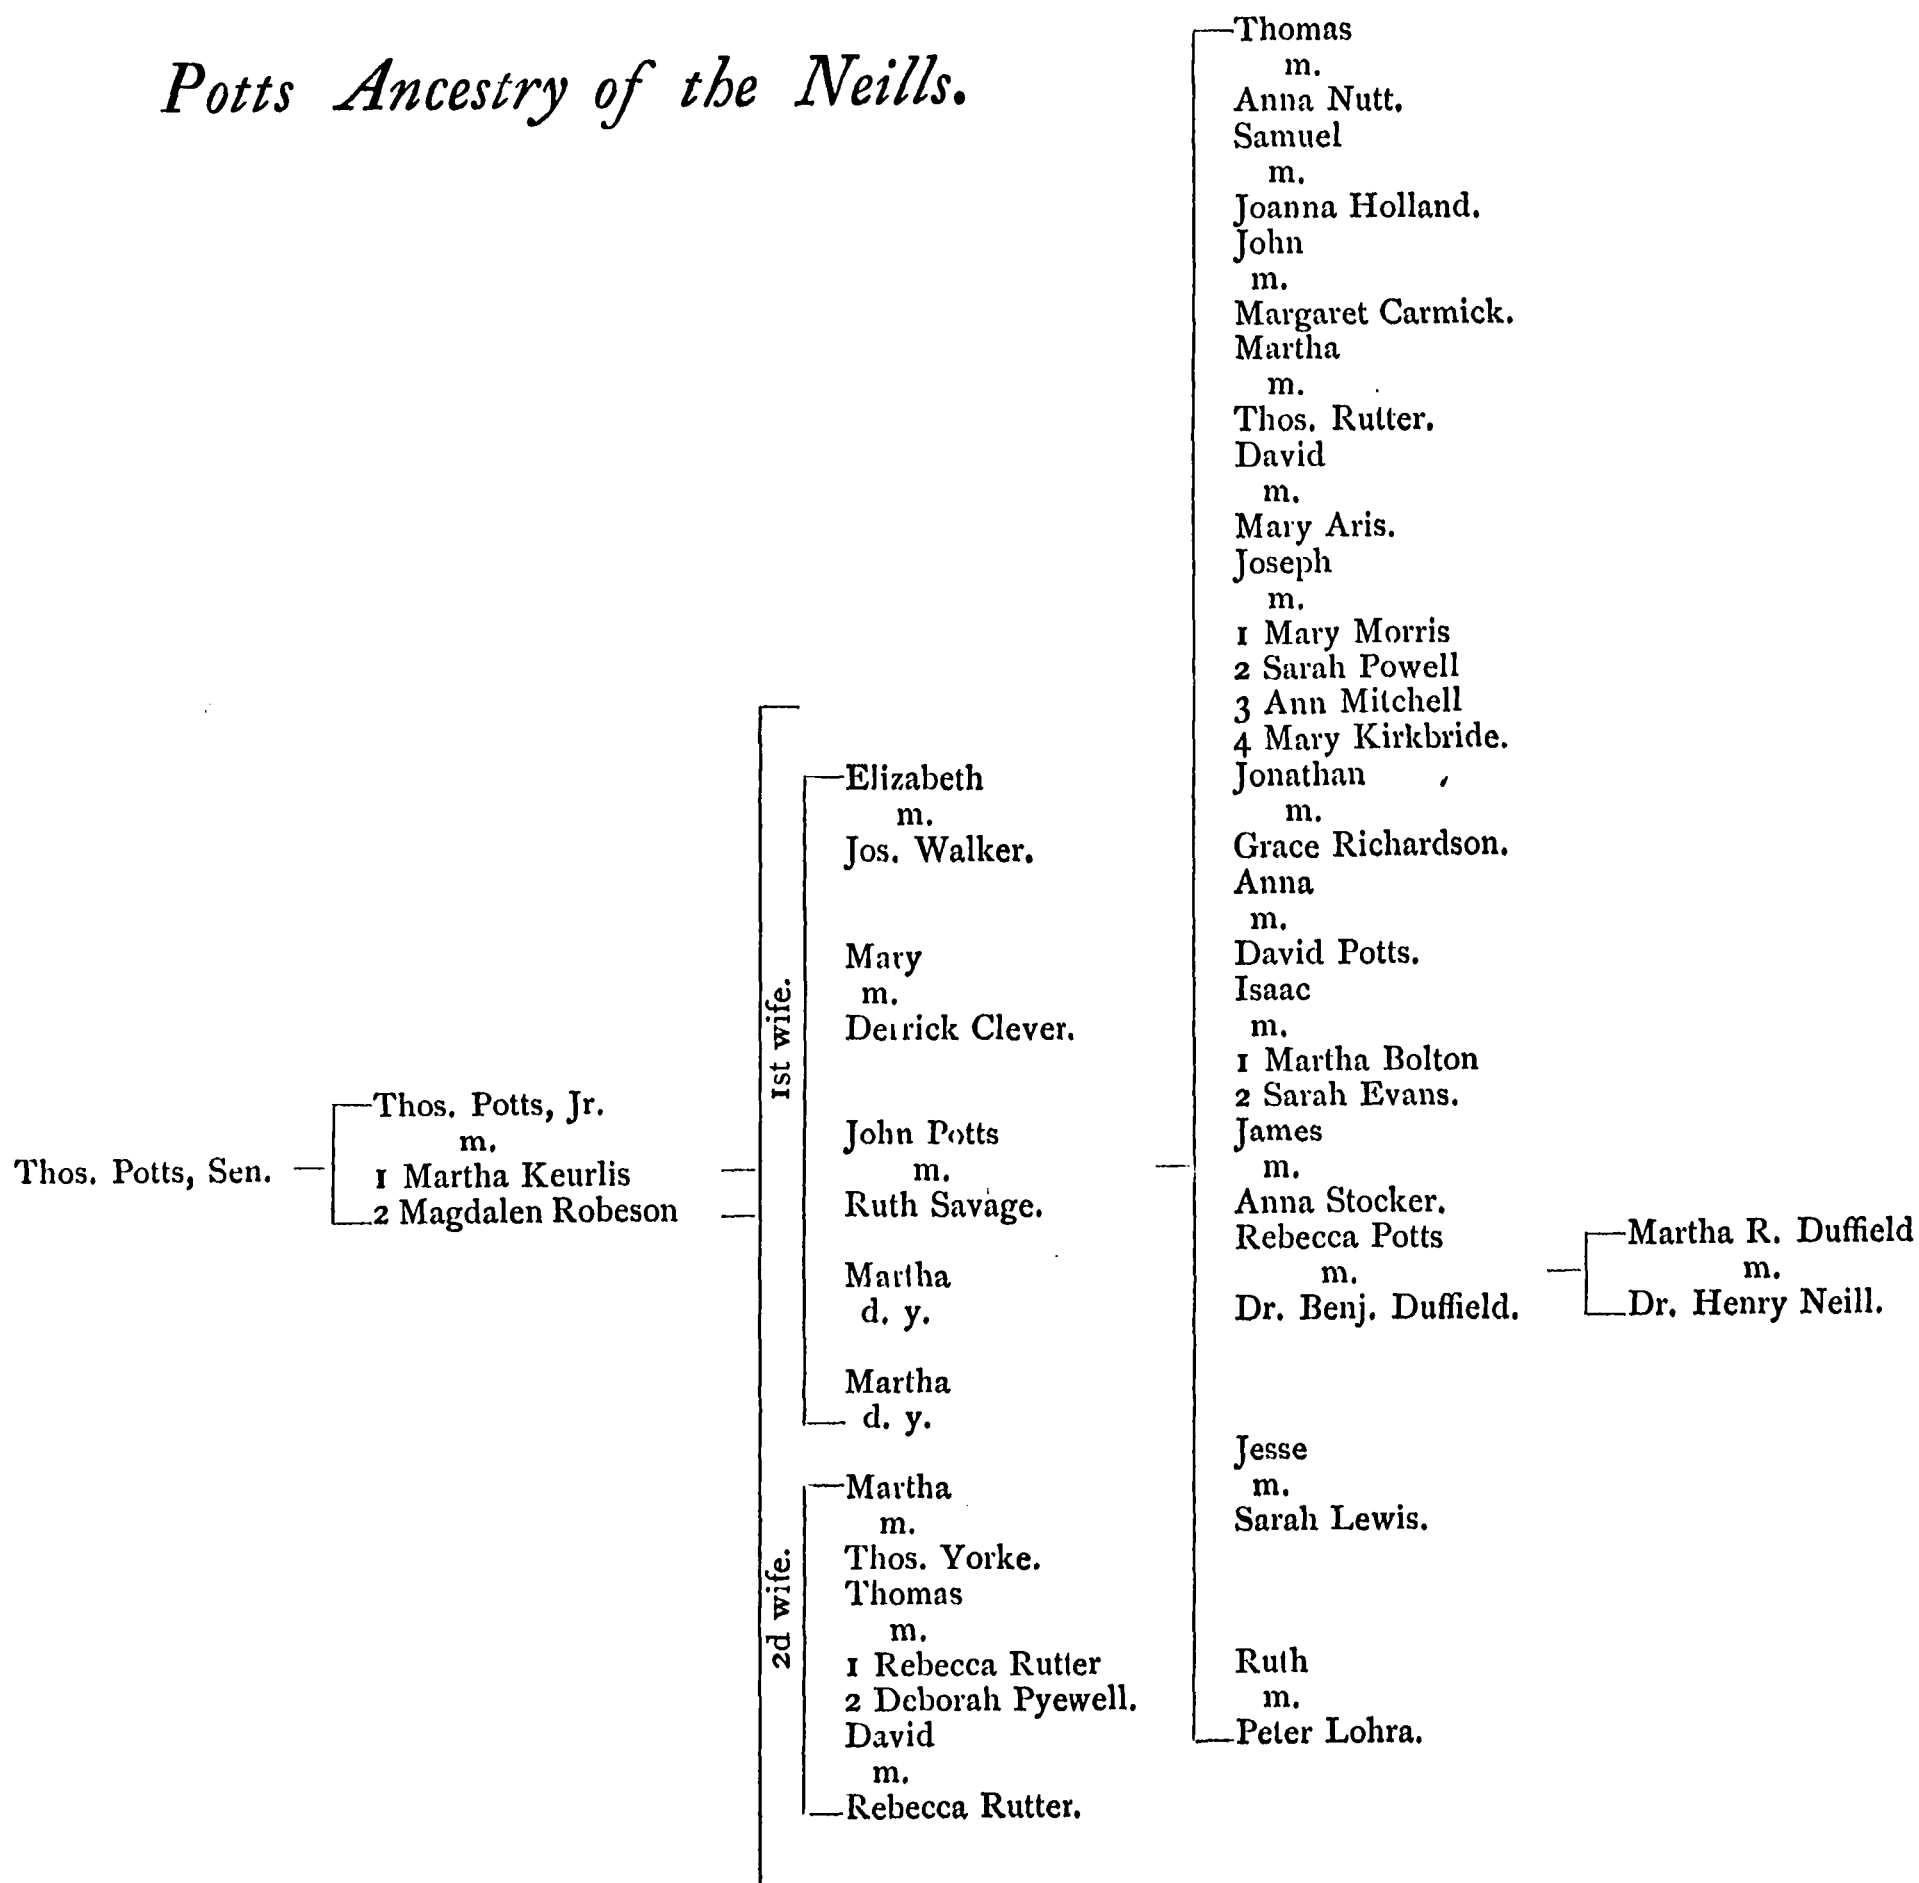 Potts Ancestry of the Neills.
Thos. Potts, Sen.
Thos. Potts, Jr.
m.
1 Martha Keurlis
2 Magdalen Robeson
1st wife.
Elizabeth
m.
Jos. Walker.
Mary
m.
Derrick Clever.
John Potts
m.
Ruth Savage.
Martha
d. y.
Martha
d. y.
2d wife.
Martha
m.
Thos. Yorke.
Thomas
m.
1 Rebecca Rutter
2 Deborah Pyewell.
David
m.
Rebecca Rutter.
Thomas
m.
Anna Nutt.
Samuel
m.
Joanna Holland.
John
m.
Margaret Carmick.
Martha
m.
Thos. Rutter.
David
m.
Mary Aris.
Joseph
m.
1 Mary Morris
2 Sarah Powell
3 Ann Mitchell
4 Mary Kirkbride.
Jonathan
m.
Grace Richardson.
Anna
m.
David Potts.
Isaac
m.
1 Martha Bolton
2 Sarah Evans.
James
m.
Anna Stocker.
Rebecca Potts
m.
Dr. Benj. Duffield.
Jesse
m.
Sarah Lewis.
Ruth
m.
Peter Lohra.
Martha R. Duffield
m.
Dr. Henry Neill.